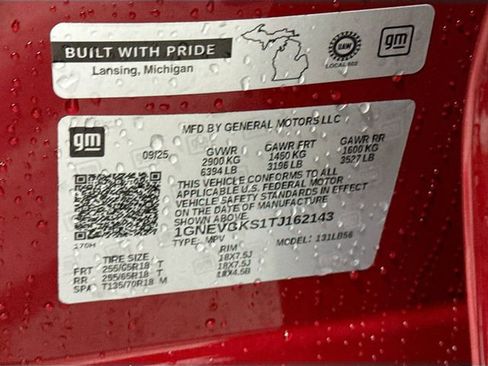 BUILT WITH PRIDE
Lansing, Michigan
UAW
LOCAL 602
gm
gm
MFD BY GENERAL MOTORS LLC
09/25 GVWR GAWR FRT GAWR RR
2900 KG 1450 KG 1600 KG
6394 LB 3196 LB 3527 LB
THIS VEHICLE CONFORMS TO ALL
APPLICABLE U.S. FEDERAL MOTOR
VEHICLE SAFETY STANDARDS IN EFFECT
ON THE DATE OF MANUFACTURE
SHOWN ABOVE.
1GNEVGKS1TJ162143
TYPE: MPV MODEL: 131LB56
TIRE SIZE RIM
FRT 255/65R18 T 18X7.5J
RR 255/65R18 T 18X7.5J
SPA T135/70R18 M 18X4.5B